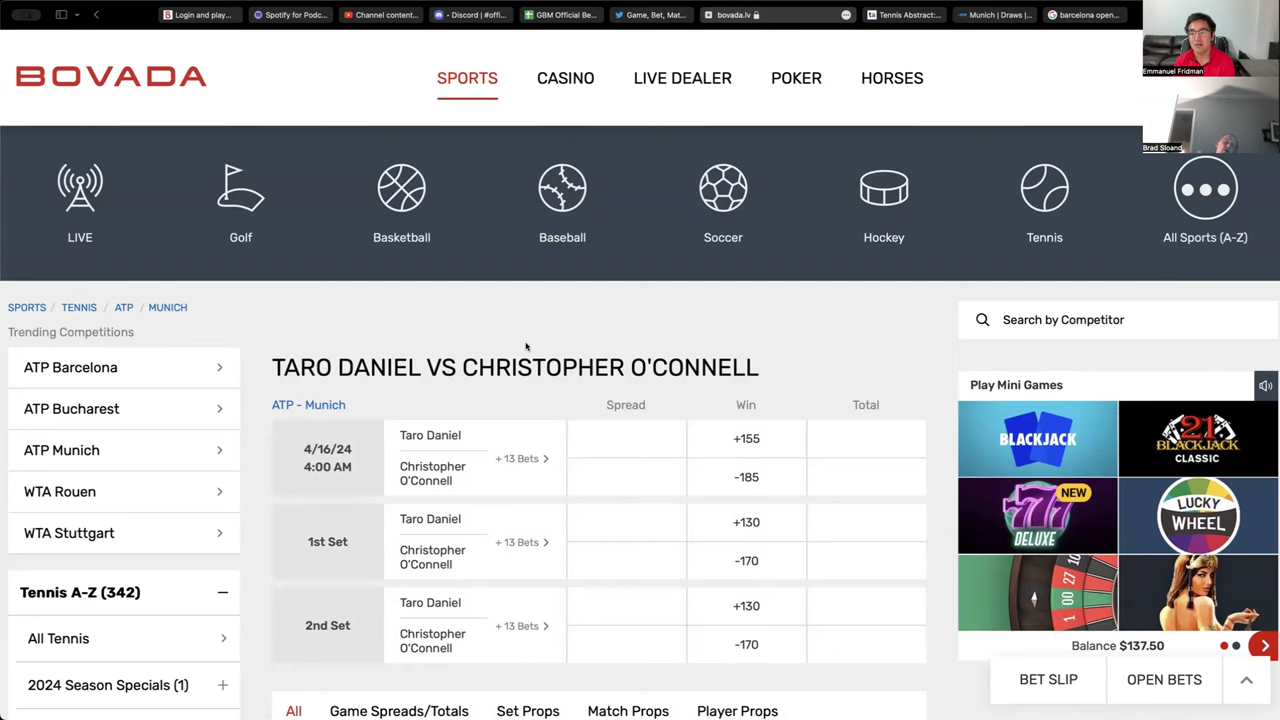 Login and play...
Spotify for Podc...
Channel content...
Discord | #offi...
GBM Official Be...
Game, Bet, Mat...
bovada.lv
Tennis Abstract:...
Munich | Draws |...
barcelona open...
BOVADA
SPORTS
CASINO
LIVE DEALER
POKER
HORSES
Emmanuel Fridman
Brad Sloand
LIVE
Golf
Basketball
Baseball
Soccer
Hockey
Tennis
All Sports (A-Z)
SPORTS / TENNIS / ATP / MUNICH
Trending Competitions
ATP Barcelona
ATP Bucharest
ATP Munich
WTA Rouen
WTA Stuttgart
Tennis A-Z (342)
All Tennis
2024 Season Specials (1)
TARO DANIEL VS CHRISTOPHER O'CONNELL
ATP - Munich
Spread
Win
Total
4/16/24
4:00 AM
Taro Daniel
Christopher
O'Connell
+ 13 Bets
+155
-185
1st Set
Taro Daniel
Christopher
O'Connell
+ 13 Bets
+130
-170
2nd Set
Taro Daniel
Christopher
O'Connell
+ 13 Bets
+130
-170
All
Game Spreads/Totals
Set Props
Match Props
Player Props
Search by Competitor
Play Mini Games
BLACKJACK
21
BLACKJACK
CLASSIC
NEW
777
DELUXE
LUCKY
WHEEL
27
00
10
Balance $137.50
BET SLIP
OPEN BETS